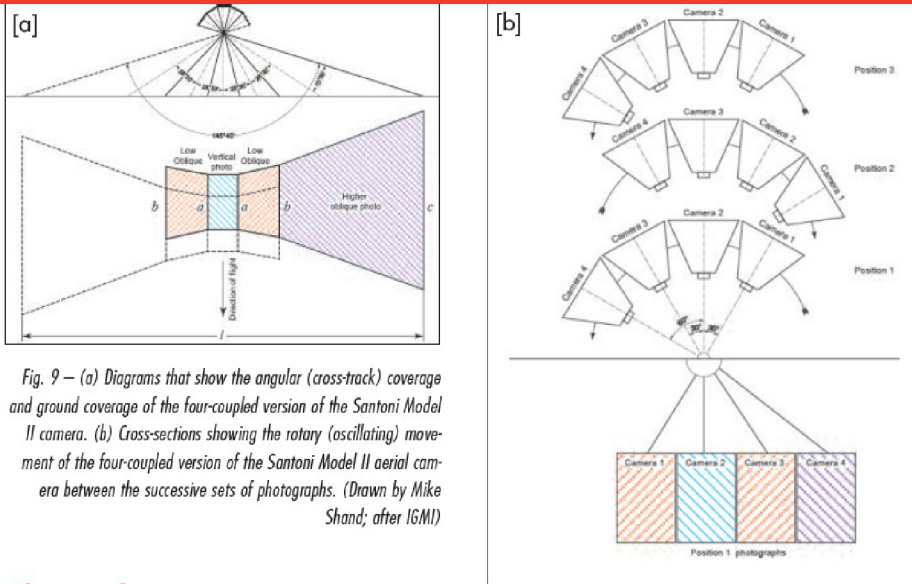 [a]
148°40'
Low
Oblique
Vertical
photo
Low
Oblique
Higher
oblique photo
b
a
a
b
c
Direction of flight
l
Fig. 9 – (a) Diagrams that show the angular (cross-track) coverage
and ground coverage of the four-coupled version of the Santoni Model
II camera. (b) Cross-sections showing the rotary (oscillating) move-
ment of the four-coupled version of the Santoni Model II aerial cam-
era between the successive sets of photographs. (Drawn by Mike
Shand; after IGMI)
[b]
Camera 4
Camera 3
Camera 2
Camera 1
Position 3
Camera 4
Camera 3
Camera 2
Camera 1
Position 2
Camera 4
Camera 3
Camera 2
Camera 1
Position 1
60°
30°
30°
Camera 1
Camera 2
Camera 3
Camera 4
Position 1 photographs